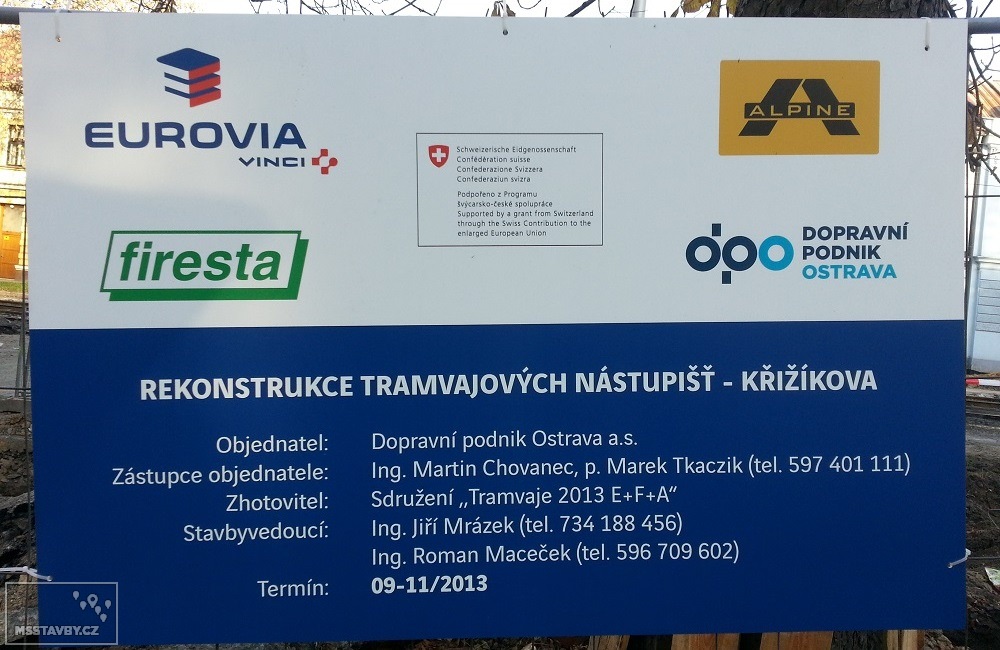 EUROVIA
VINCI
ALPINE
Schweizerische Eidgenossenschaft
Confédération suisse
Confederazione Svizzera
Confederaziun svizra
Podpořeno z Programu
švýcarsko-české spolupráce
Supported by a grant from Switzerland
through the Swiss Contribution to the
enlarged European Union
firesta
dpo
DOPRAVNÍ
PODNIK
OSTRAVA
REKONSTRUKCE TRAMVAJOVÝCH NÁSTUPIŠŤ - KŘIŽÍKOVA
Objednatel: Dopravní podnik Ostrava a.s.
Zástupce objednatele: Ing. Martin Chovanec, p. Marek Tkaczik (tel. 597 401 111)
Zhotovitel: Sdružení „Tramvaje 2013 E+F+A“
Stavbyvedoucí: Ing. Jiří Mrázek (tel. 734 188 456)
Ing. Roman Maceček (tel. 596 709 602)
Termín: 09-11/2013
MSSTAVBY.CZ